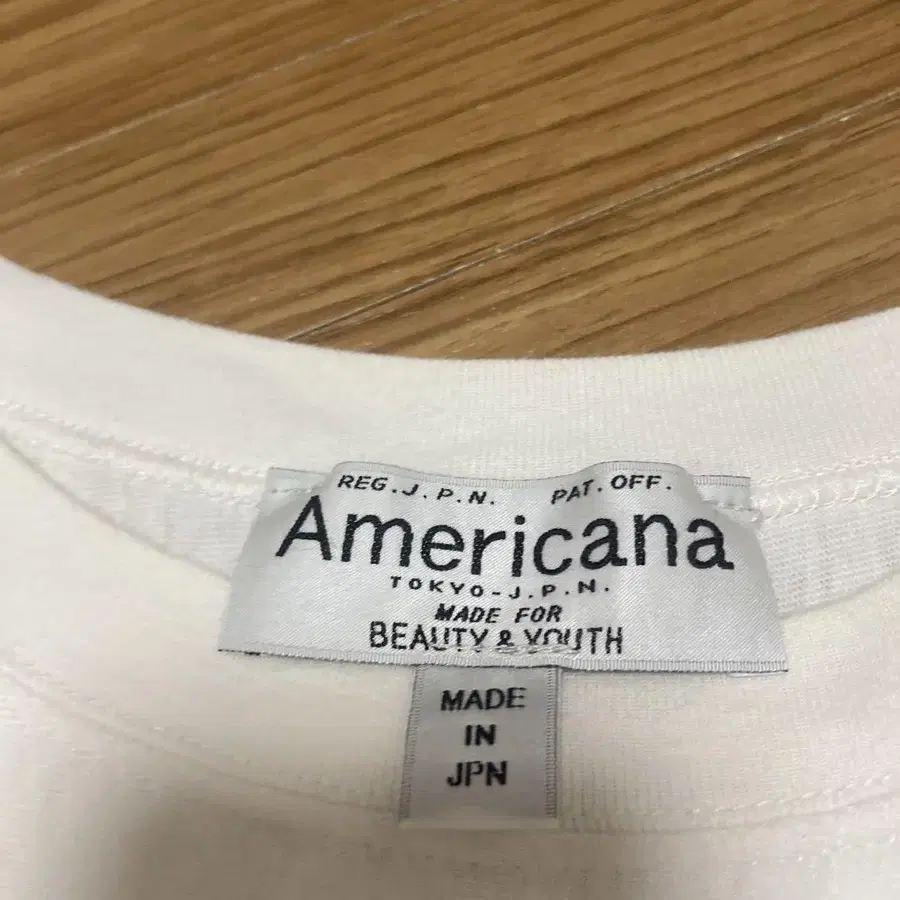 REG.J.P.N. PAT.OFF.
Americana
TOKYO-J.P.N.
MADE FOR
BEAUTY & YOUTH
MADE
IN
JPN